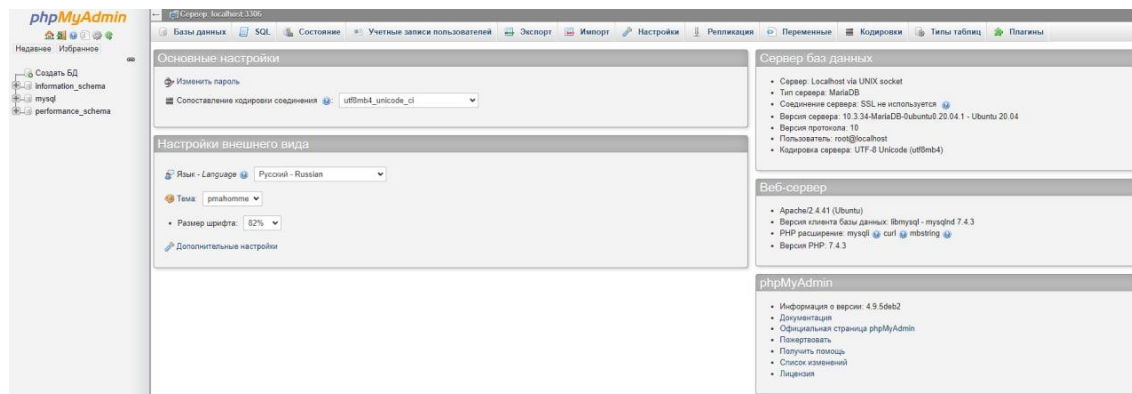 phpMyAdmin
Недавнее Избранное
Создать БД
information_schema
mysql
performance_schema
Сервер: localhost:3306
Базы данных SQL Состояние Учетные записи пользователей Экспорт Импорт Настройки Репликация Переменные Кодировки Типы таблиц Плагины
Основные настройки
Изменить пароль
Сопоставление кодировки соединения : utf8mb4_unicode_ci
Настройки внешнего вида
Язык - Language Русский - Russian
Тема: pmahomme
• Размер шрифта: 82%
Дополнительные настройки
Сервер баз данных
• Сервер: Localhost via UNIX socket
• Тип сервера: MariaDB
• Соединение сервера: SSL не используется
• Версия сервера: 10.3.34-MariaDB-0ubuntu0.20.04.1 - Ubuntu 20.04
• Версия протокола: 10
• Пользователь: root@localhost
• Кодировка сервера: UTF-8 Unicode (utf8mb4)
Веб-сервер
• Apache/2.4.41 (Ubuntu)
• Версия клиента базы данных: libmysql - mysqlnd 7.4.3
• PHP расширение: mysqli curl mbstring
• Версия PHP: 7.4.3
phpMyAdmin
• Информация о версии: 4.9.5deb2
• Документация
• Официальная страница phpMyAdmin
• Пожертвовать
• Получить помощь
• Список изменений
• Лицензия